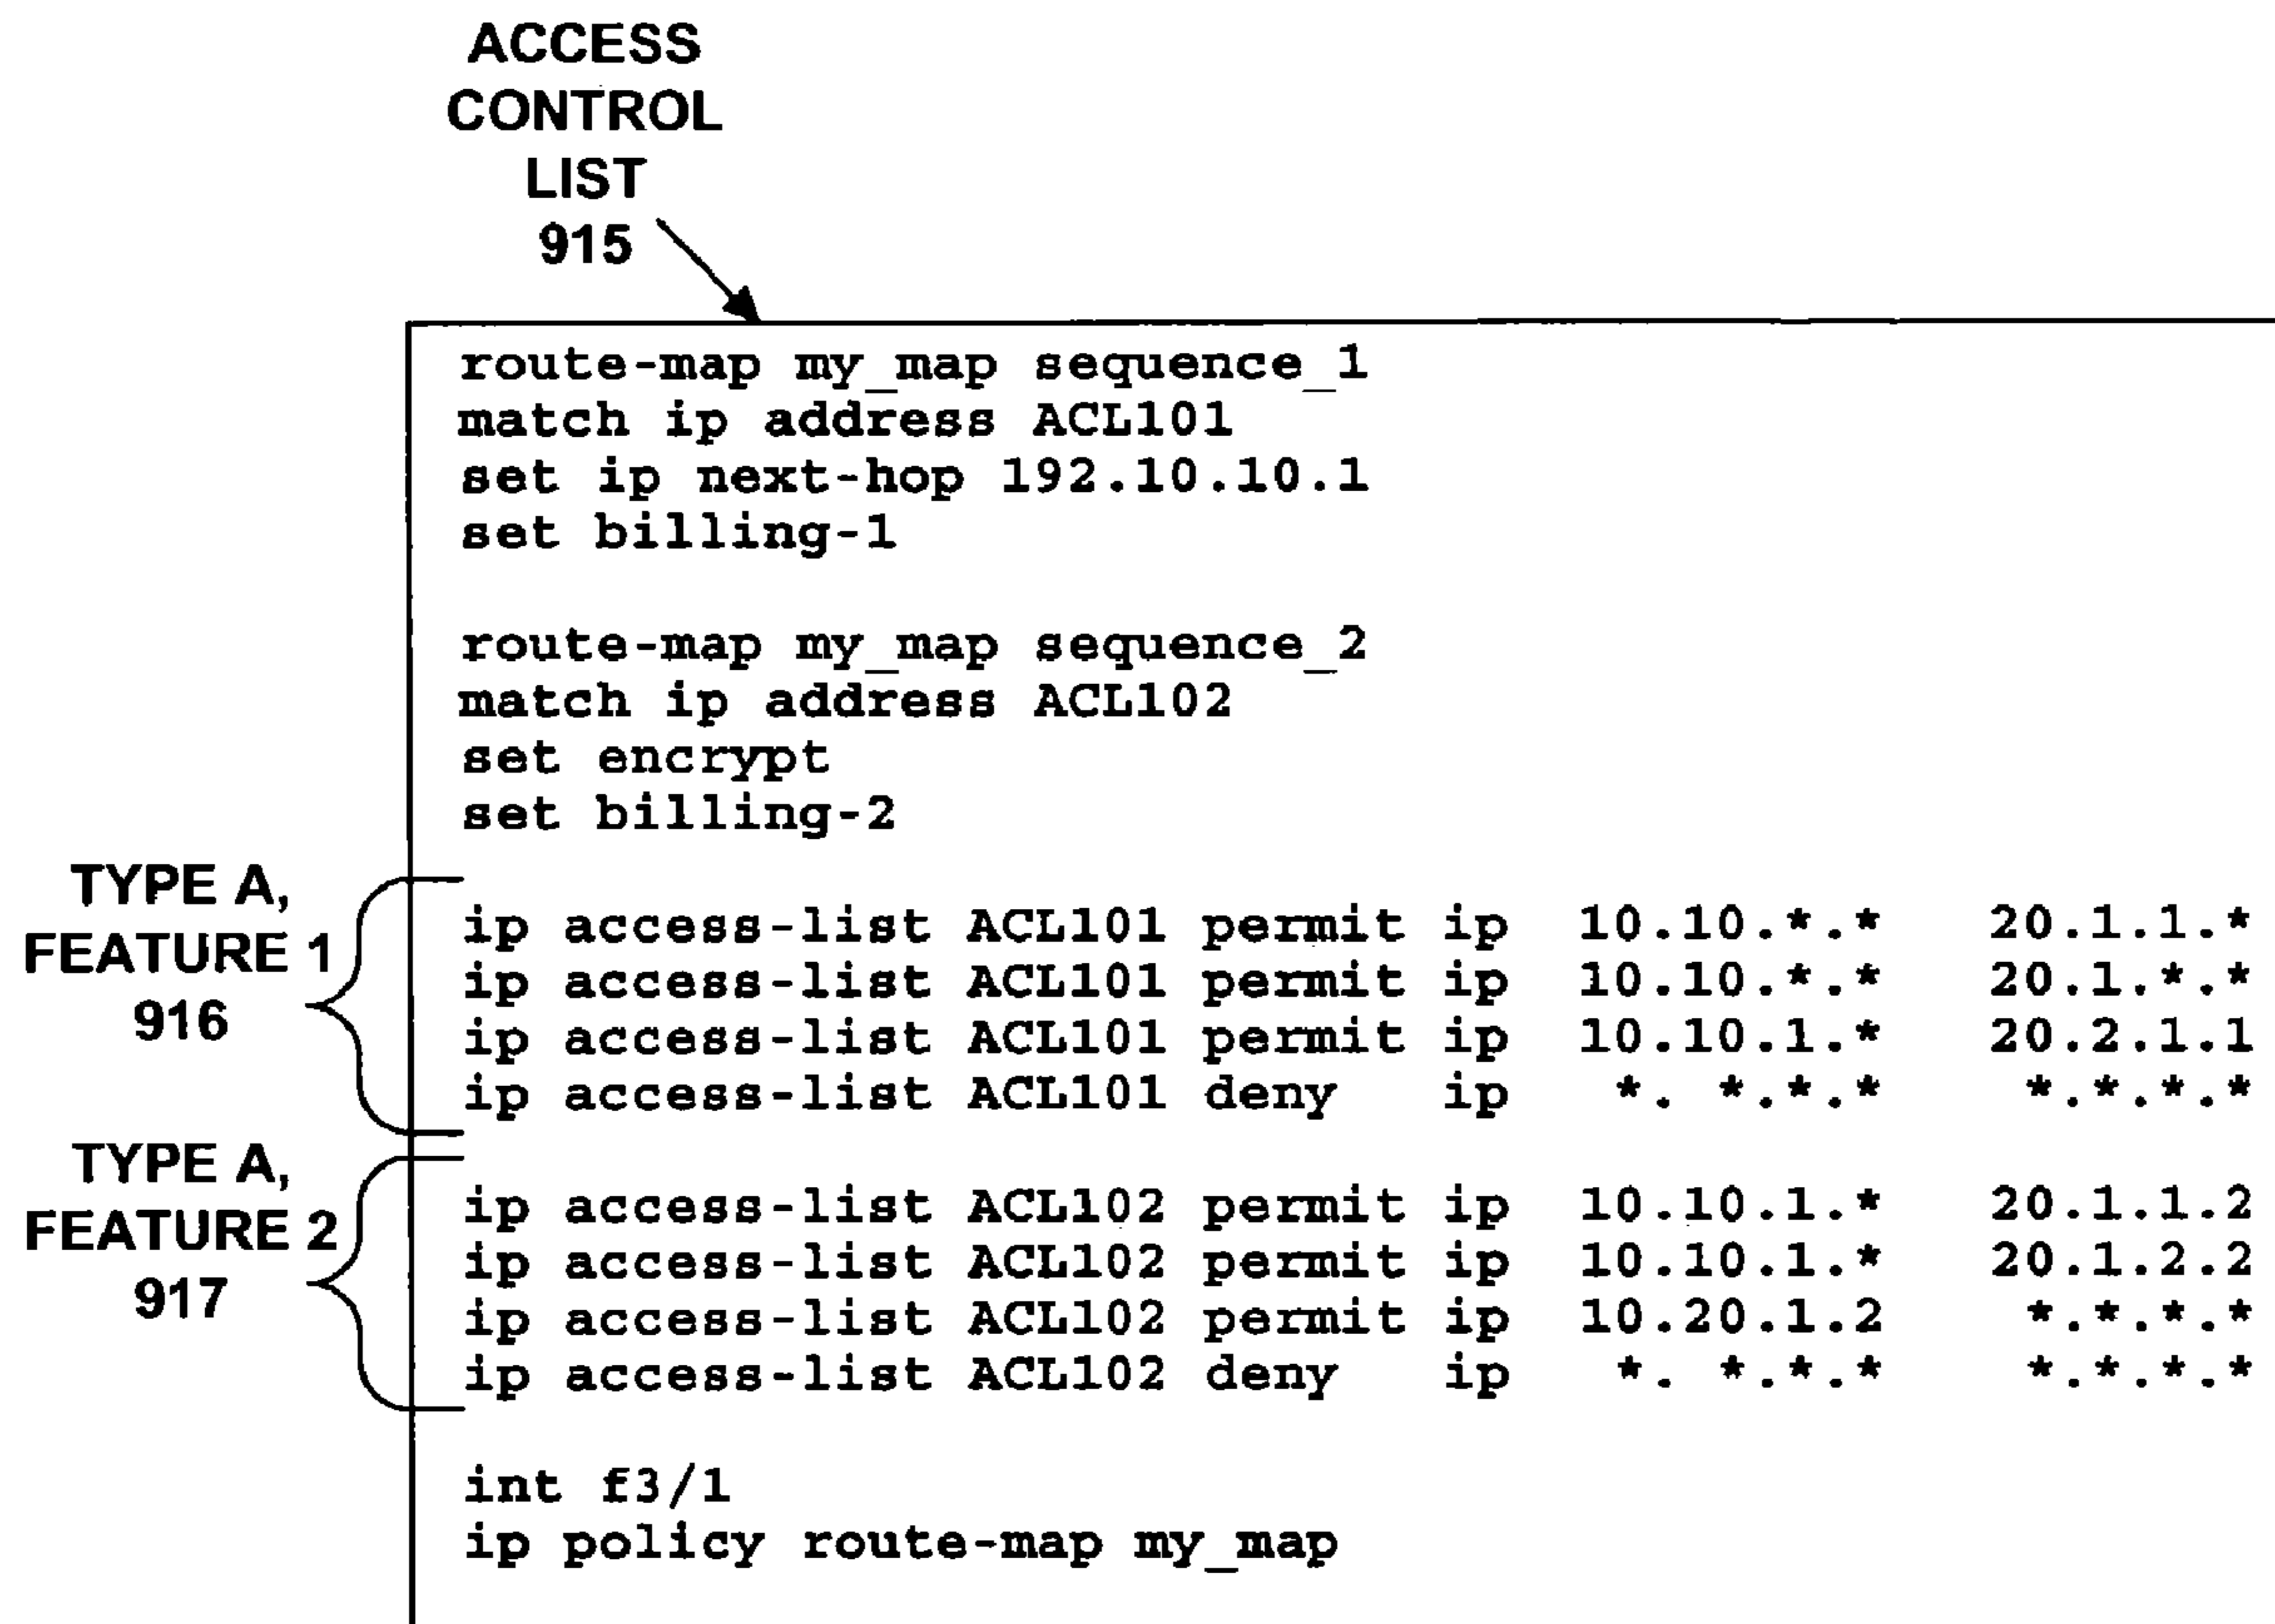 ACCESS
CONTROL
LIST
915
route-map my_map sequence_1
match ip address ACL101
set ip next-hop 192.10.10.1
set billing-1
route-map my_map sequence_2
match ip address ACL102
set encrypt
set billing-2
TYPE A,
FEATURE 1
916
ip access-list ACL101 permit ip 10.10.*.* 20.1.1.*
ip access-list ACL101 permit ip 10.10.*.* 20.1.*.*
ip access-list ACL101 permit ip 10.10.1.* 20.2.1.1
ip access-list ACL101 deny ip *. *.*.* *.*.*.*
TYPE A,
FEATURE 2
917
ip access-list ACL102 permit ip 10.10.1.* 20.1.1.2
ip access-list ACL102 permit ip 10.10.1.* 20.1.2.2
ip access-list ACL102 permit ip 10.20.1.2 *.*.*.*
ip access-list ACL102 deny ip *. *.*.* *.*.*.*
int f3/1
ip policy route-map my_map